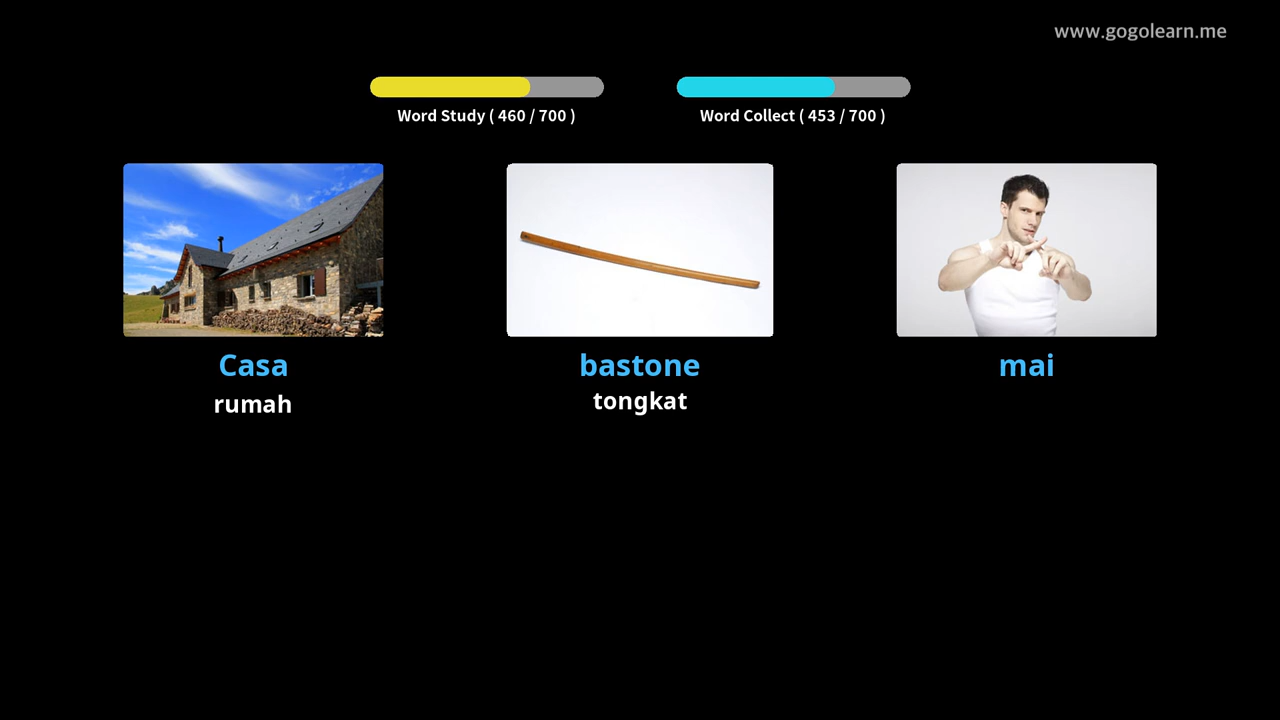 www.gogolearn.me
Word Study ( 460 / 700 )
Word Collect ( 453 / 700 )
Casa
rumah
bastone
tongkat
mai